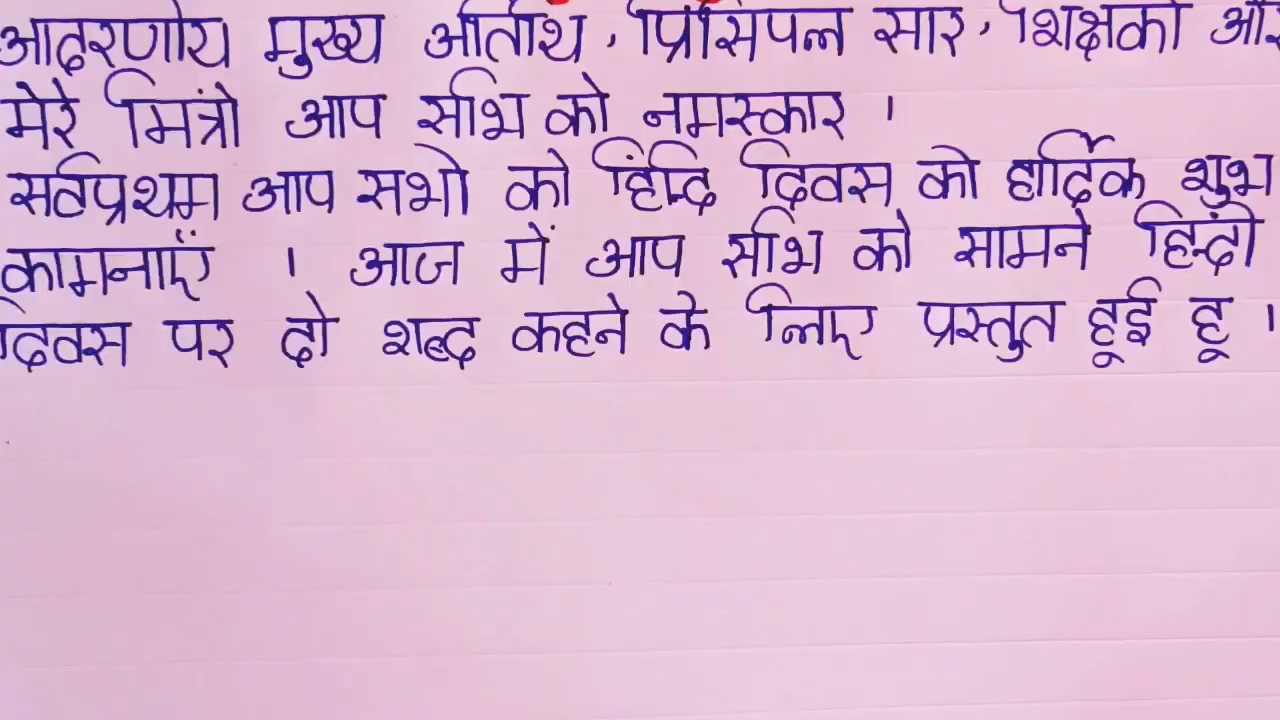 आदरणीय मुख्य अतिथि, प्रिंसिपल सार, शिक्षको और
मेरे मित्रो आप सभि को नमस्कार ।
सर्वप्रथम आप सभी को हिंन्दि दिवस की हार्दिक शुभ
कामनाएँ । आज में आप सभि को सामने हिन्दी
दिवस पर दो शब्द कहने के लिए प्रस्तुत हुई हू ।